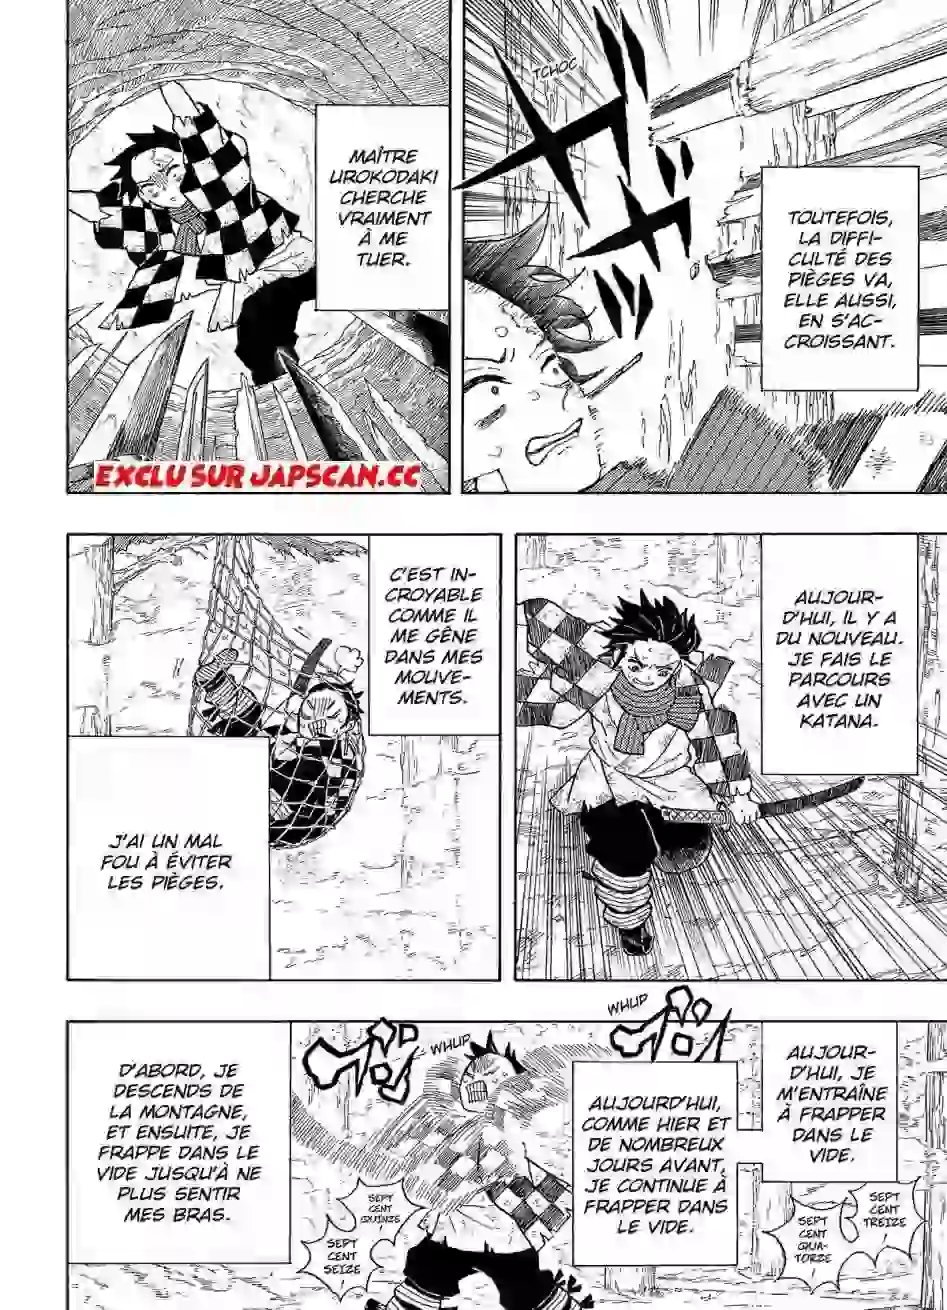 TCHOC
TOUTEFOIS,
LA DIFFI-
CULTÉ DES
PIÈGES VA,
ELLE AUSSI,
EN S'AC-
CROISSANT.
MAÎTRE
UROKODAKI
CHERCHE
VRAIMENT
À ME
TUER.
EXCLU SUR JAPSCAN.CC
AUJOUR-
D'HUI, IL Y A
DU NOUVEAU.
JE FAIS LE
PARCOURS
AVEC UN
KATANA.
C'EST IN-
CROYABLE
COMME IL
ME GÊNE
DANS MES
MOUVE-
MENTS.
J'AI UN MAL
FOU À ÉVITER
LES PIÈGES.
AUJOUR-
D'HUI, JE
M'ENTRAÎNE
À FRAPPER
DANS LE
VIDE.
WHUP
AUJOURD'HUI,
COMME HIER ET
DE NOMBREUX
JOURS AVANT,
JE CONTINUE À
FRAPPER DANS
LE VIDE.
SEPT
CENT
TREIZE
SEPT
CENT
QUA-
TORZE
WHUP
SEPT
CENT
QUINZE
SEPT
CENT
SEIZE
D'ABORD, JE
DESCENDS DE
LA MONTAGNE,
ET ENSUITE, JE
FRAPPE DANS LE
VIDE JUSQU'À NE
PLUS SENTIR
MES BRAS.